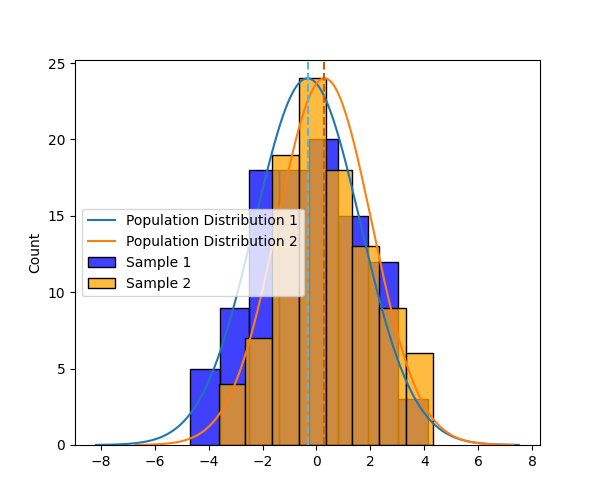 25
20
15
10
5
0
Count
Population Distribution 1
Population Distribution 2
Sample 1
Sample 2
−8 −6 −4 −2 0 2 4 6 8